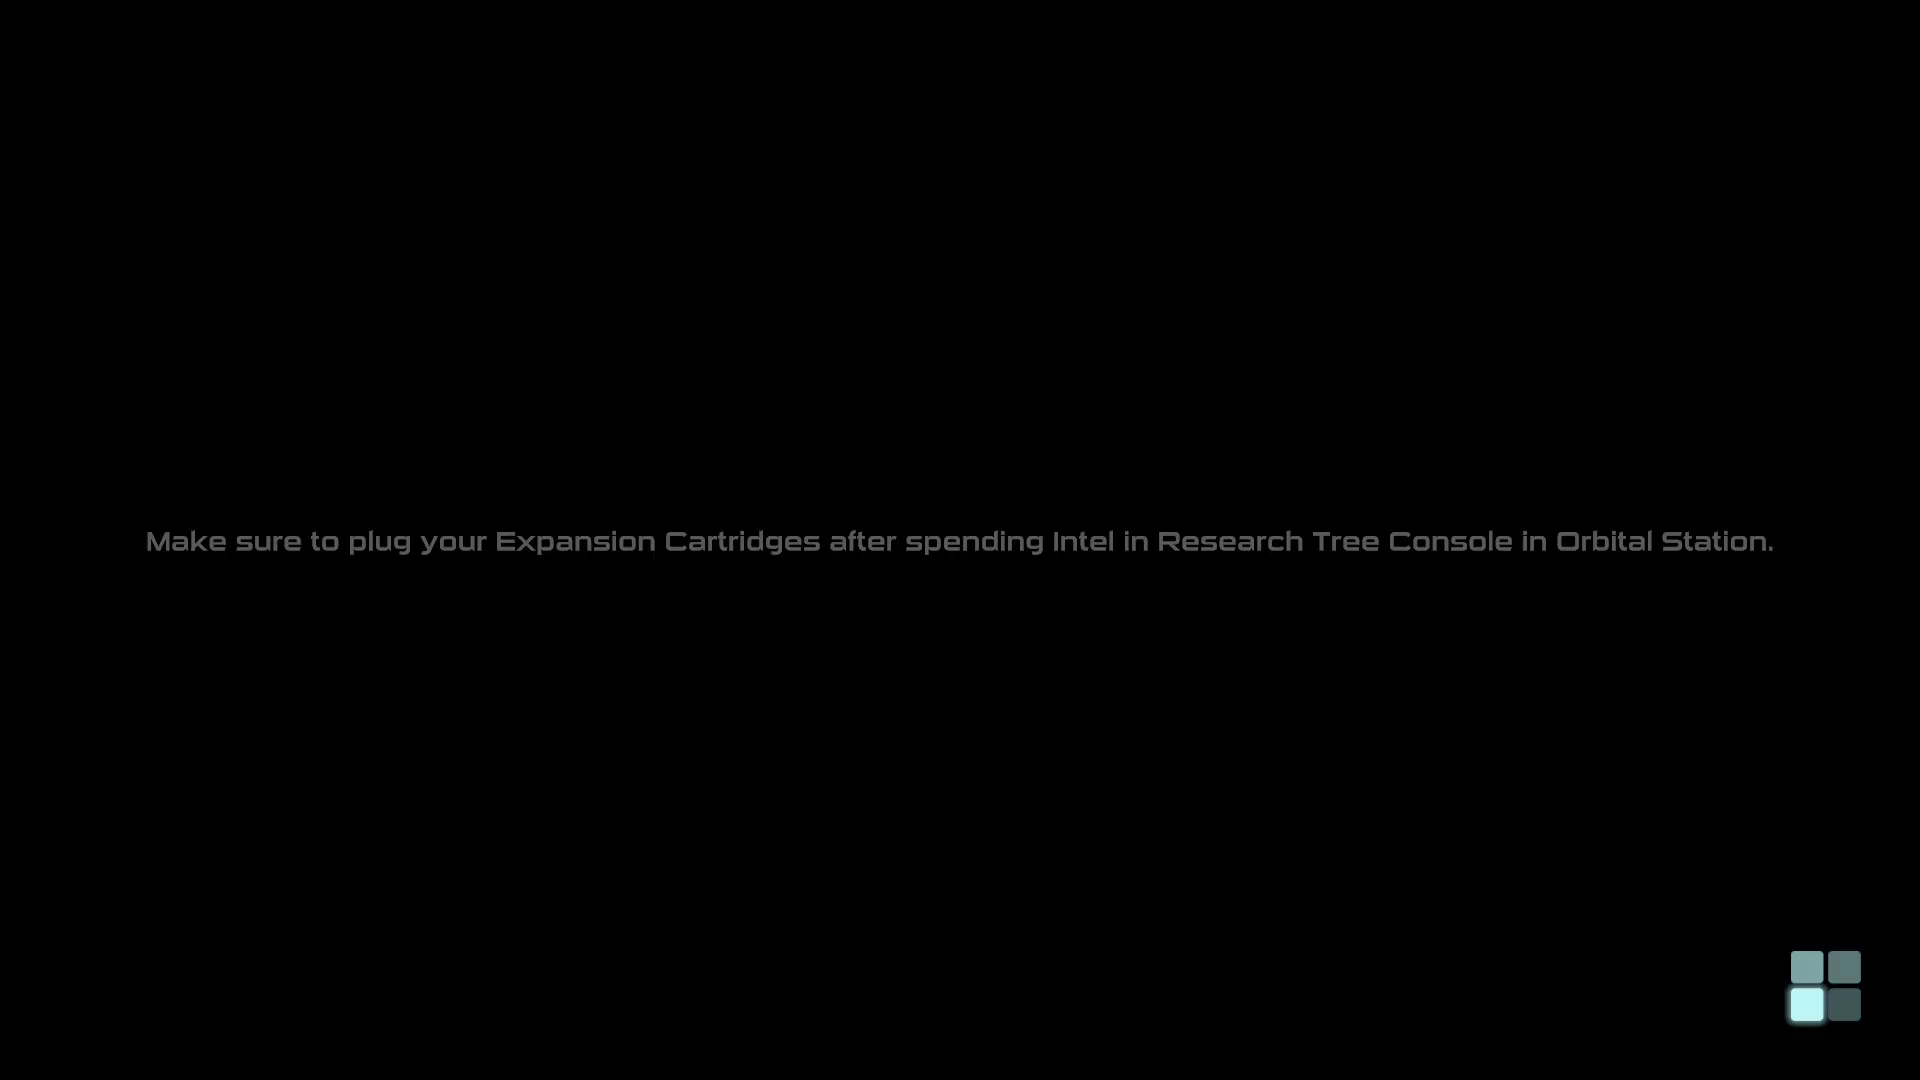 Make sure to plug your Expansion Cartridges after spending Intel in Research Tree Console in Orbital Station.